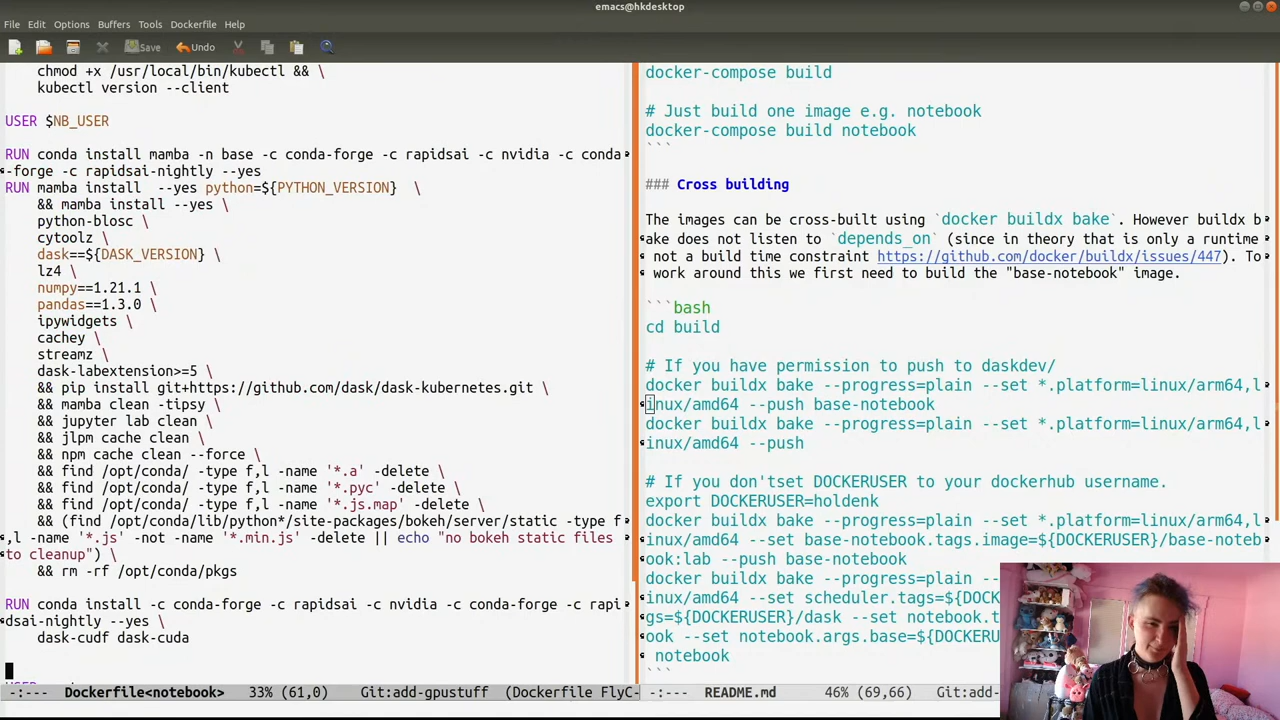 emacs@hkdesktop
File Edit Options Buffers Tools Dockerfile Help
Save Undo
chmod +x /usr/local/bin/kubectl && \
kubectl version --client
USER $NB_USER
RUN conda install mamba -n base -c conda-forge -c rapidsai -c nvidia -c conda
-forge -c rapidsai-nightly --yes
RUN mamba install  --yes python=${PYTHON_VERSION}  \
&& mamba install --yes \
python-blosc \
cytoolz \
dask==${DASK_VERSION} \
lz4 \
numpy==1.21.1 \
pandas==1.3.0 \
ipywidgets \
cachey \
streamz \
dask-labextension>=5 \
&& pip install git+https://github.com/dask/dask-kubernetes.git \
&& mamba clean -tipsy \
&& jupyter lab clean \
&& jlpm cache clean \
&& npm cache clean --force \
&& find /opt/conda/ -type f,l -name '*.a' -delete \
&& find /opt/conda/ -type f,l -name '*.pyc' -delete \
&& find /opt/conda/ -type f,l -name '*.js.map' -delete \
&& (find /opt/conda/lib/python*/site-packages/bokeh/server/static -type f
,l -name '*.js' -not -name '*.min.js' -delete || echo "no bokeh static files
to cleanup") \
&& rm -rf /opt/conda/pkgs
RUN conda install -c conda-forge -c rapidsai -c nvidia -c conda-forge -c rapi
dsai-nightly --yes \
dask-cudf dask-cuda
-:--- Dockerfile<notebook> 33% (61,0) Git:add-gpustuff (Dockerfile FlyC-
docker-compose build
# Just build one image e.g. notebook
docker-compose build notebook
```
### Cross building
The images can be cross-built using `docker buildx bake`. However buildx b
ake does not listen to `depends_on` (since in theory that is only a runtime
not a build time constraint https://github.com/docker/buildx/issues/447). To
work around this we first need to build the "base-notebook" image.
```bash
cd build
# If you have permission to push to daskdev/
docker buildx bake --progress=plain --set *.platform=linux/arm64,l
inux/amd64 --push base-notebook
docker buildx bake --progress=plain --set *.platform=linux/arm64,l
inux/amd64 --push
# If you don'tset DOCKERUSER to your dockerhub username.
export DOCKERUSER=holdenk
docker buildx bake --progress=plain --set *.platform=linux/arm64,l
inux/amd64 --set base-notebook.tags.image=${DOCKERUSER}/base-noteb
ook:lab --push base-notebook
docker buildx bake --progress=plain --
inux/amd64 --set scheduler.tags=${DOC
gs=${DOCKERUSER}/dask --set notebook.t
ook --set notebook.args.base=${DOCKERU
notebook
```
-:--- README.md 46% (69,66) Git:add-